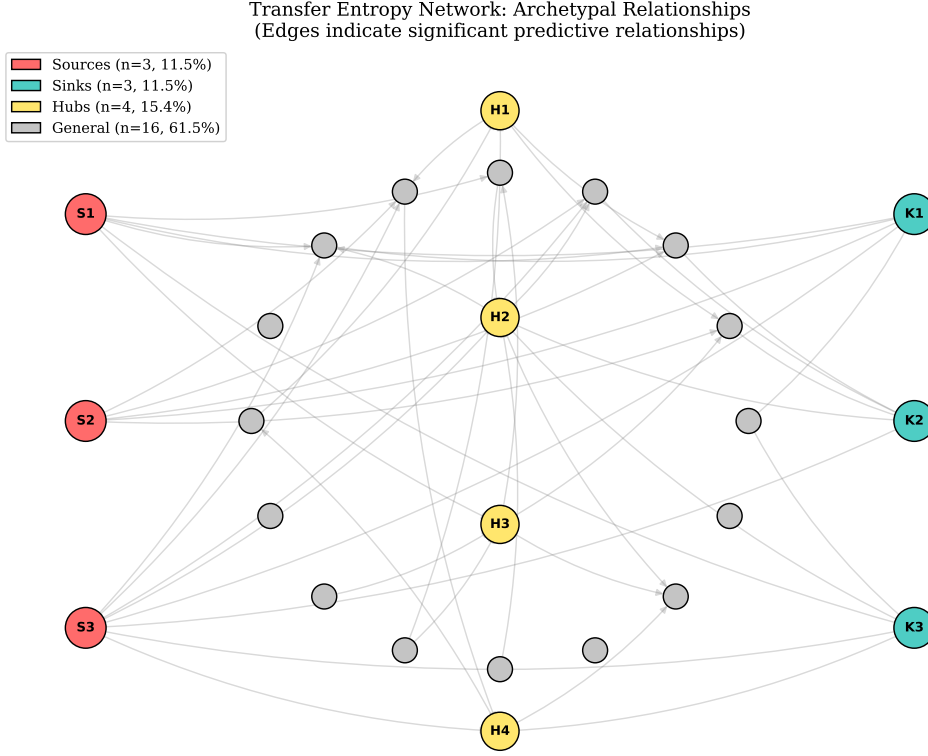 Transfer Entropy Network: Archetypal Relationships
(Edges indicate significant predictive relationships)
Sources (n=3, 11.5%)
Sinks (n=3, 11.5%)
Hubs (n=4, 15.4%)
General (n=16, 61.5%)
H1
S1
K1
H2
S2
K2
H3
S3
K3
H4